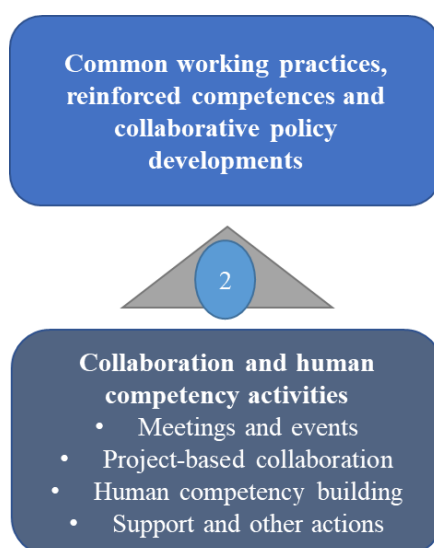 Common working practices,
reinforced competences and
collaborative policy
developments
2
Collaboration and human
competency activities
• Meetings and events
• Project-based collaboration
• Human competency building
• Support and other actions